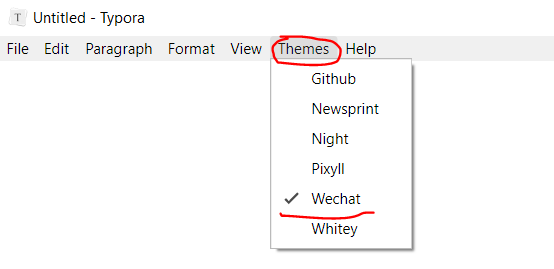 T Untitled - Typora
File Edit Paragraph Format View Themes Help
Github
Newsprint
Night
Pixyll
Wechat
Whitey